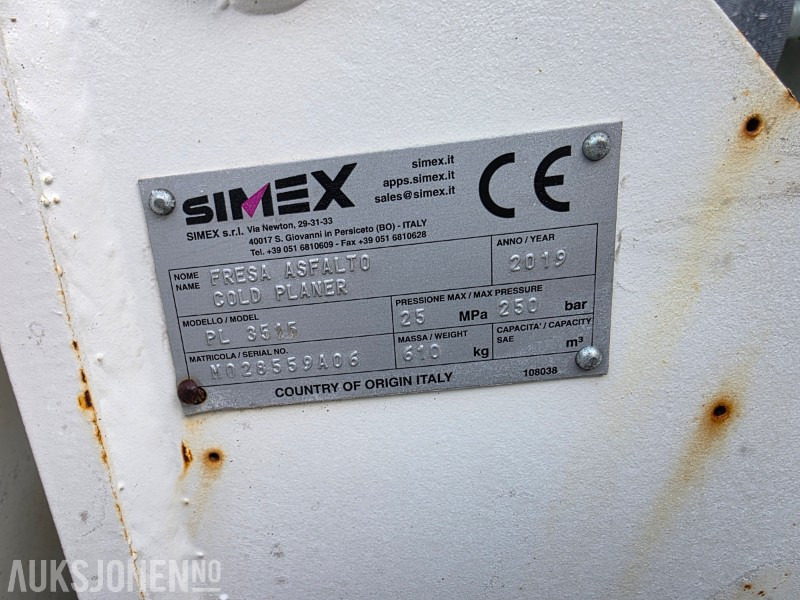 SIMEX
simex.it
apps.simex.it
sales@simex.it
CE
SIMEX s.r.l. Via Newton, 29-31-33
40017 S. Giovanni in Persiceto (BO) - ITALY
Tel. +39 051 6810609 - Fax +39 051 6810628
NOME
NAME
FRESA ASFALTO
COLD PLANER
ANNO / YEAR
2019
MODELLO / MODEL
PL 3515
PRESSIONE MAX / MAX PRESSURE
25 MPa 250 bar
MATRICOLA / SERIAL NO.
M028559A06
MASSA / WEIGHT
610 kg
CAPACITA' / CAPACITY
SAE m³
COUNTRY OF ORIGIN ITALY
108038
AUKSJONEN.NO